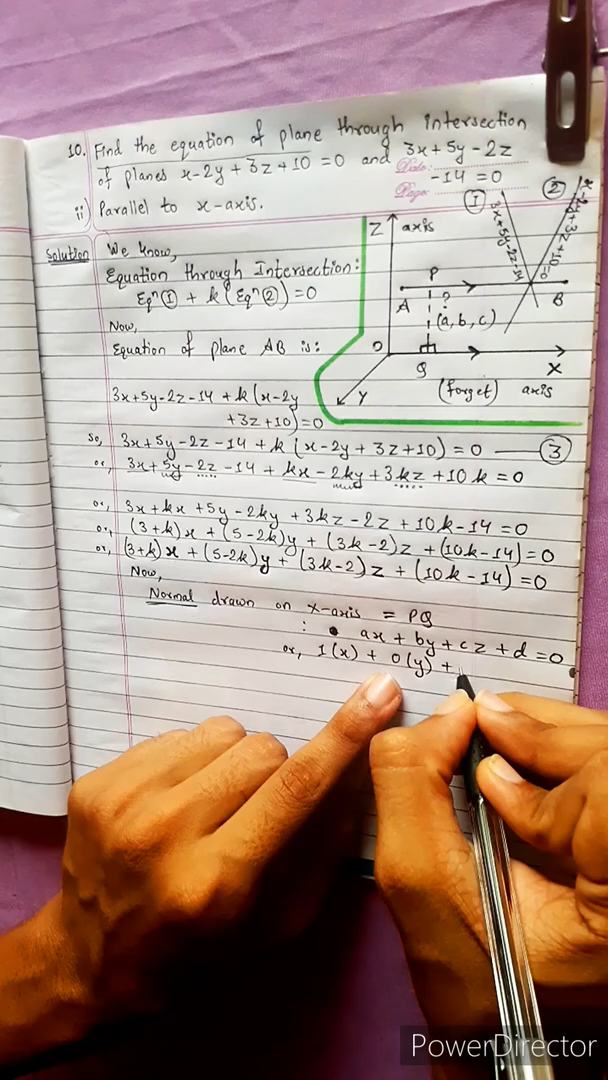 10. Find the equation of plane through intersection
of planes x-2y+3z+10=0 and 3x+5y-2z
Date:
-14=0
Page:
ii) Parallel to x-axis.
Solution We know,
Equation through Intersection:
Eqⁿ① + k(Eqⁿ②)=0
Now,
Equation of plane AB is:
3x+5y-2z-14+k(x-2y
+3z+10)=0
Z axis
①
②
3x+5y-2z-14
x-2y+3z+10=0
P
A
B
?
(a,b,c)
O
Q
X
(forget) axis
Y
so, 3x+5y-2z-14+k(x-2y+3z+10)=0 — ③
or, 3x+5y-2z-14+kx-2ky+3kz+10k=0
or, 3x+kx+5y-2ky+3kz-2z+10k-14=0
or, (3+k)x+(5-2k)y+(3k-2)z+(10k-14)=0
or, (3+k)x+(5-2k)y+(3k-2)z+(10k-14)=0
Now,
Normal drawn on x-axis = PQ
: • ax+by+cz+d=0
or, 1(x)+0(y)+
PowerDirector